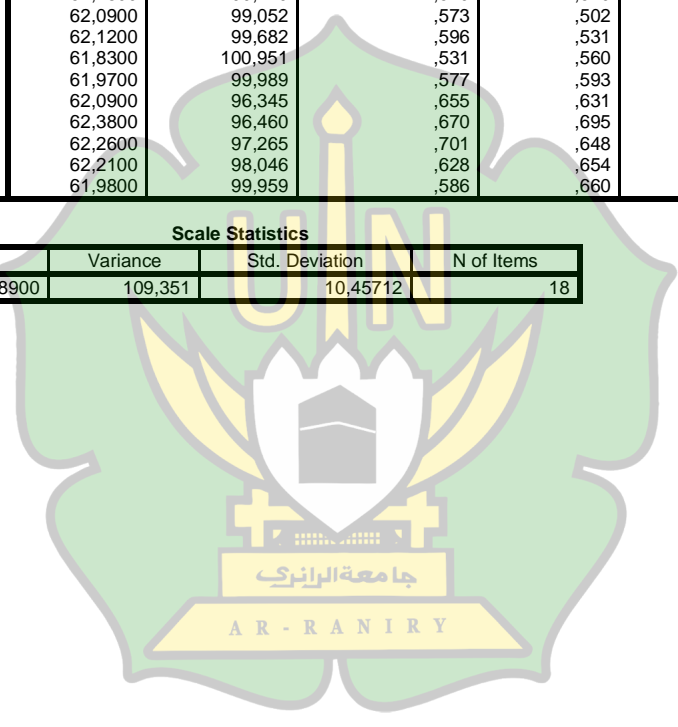 62,0900 99,052 ,573 ,502
62,1200 99,682 ,596 ,531
61,8300 100,951 ,531 ,560
61,9700 99,989 ,577 ,593
62,0900 96,345 ,655 ,631
62,3800 96,460 ,670 ,695
62,2600 97,265 ,701 ,648
62,2100 98,046 ,628 ,654
61,9800 99,959 ,586 ,660
Scale Statistics
Variance Std. Deviation N of Items
8900 109,351 10,45712 18
UIN
جامعةالرانري
AR-RANIRY